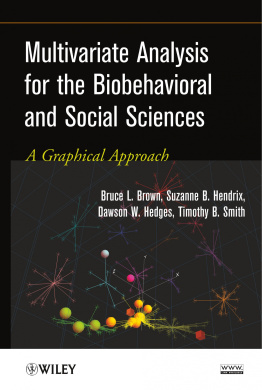 Multivariate Analysis
for the Biobehavioral
and Social Sciences
A Graphical Approach
Bruce L. Brown, Suzanne B. Hendrix,
Dawson W. Hedges, Timothy B. Smith
WILEY
WWW.